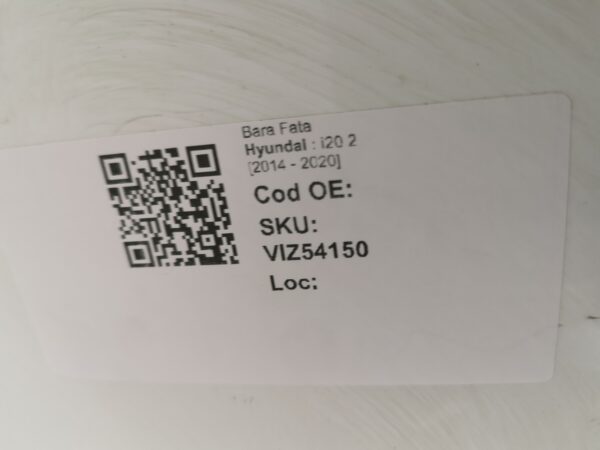 Bara Fata
Hyundai : i20 2
[2014 - 2020]
Cod OE:
SKU:
VIZ54150
Loc: